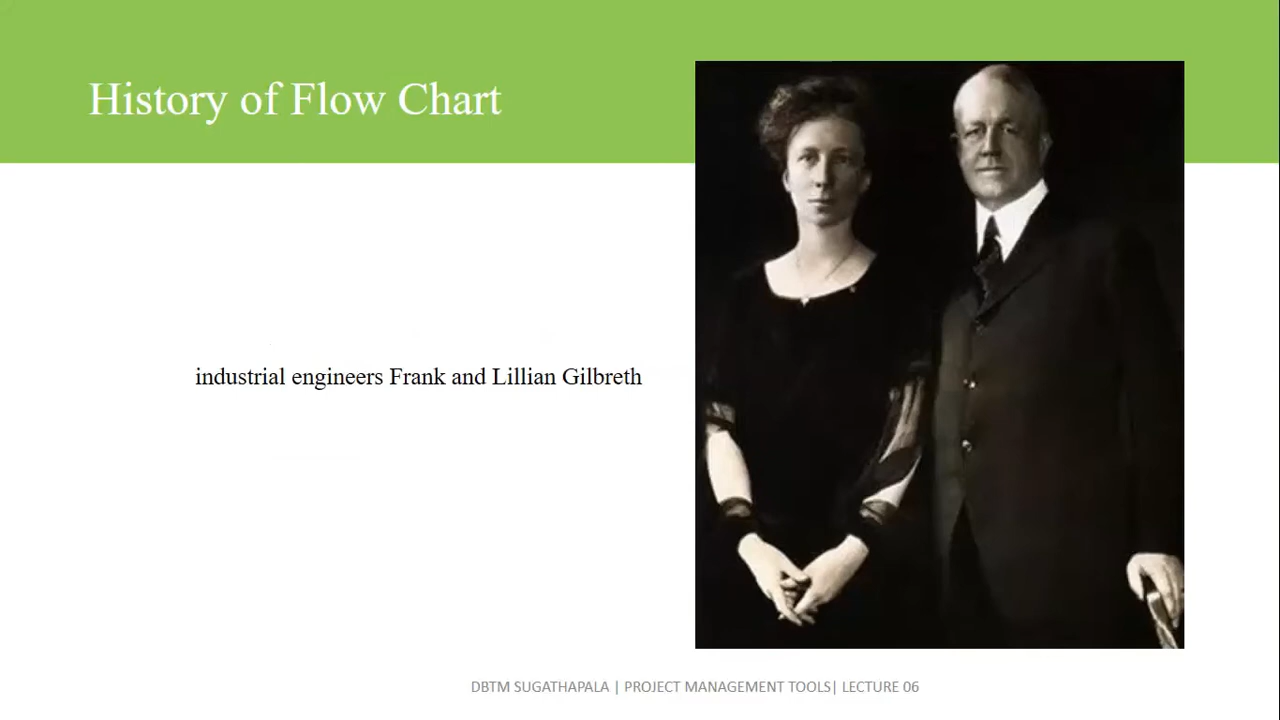 History of Flow Chart
industrial engineers Frank and Lillian Gilbreth
DBTM SUGATHAPALA | PROJECT MANAGEMENT TOOLS| LECTURE 06